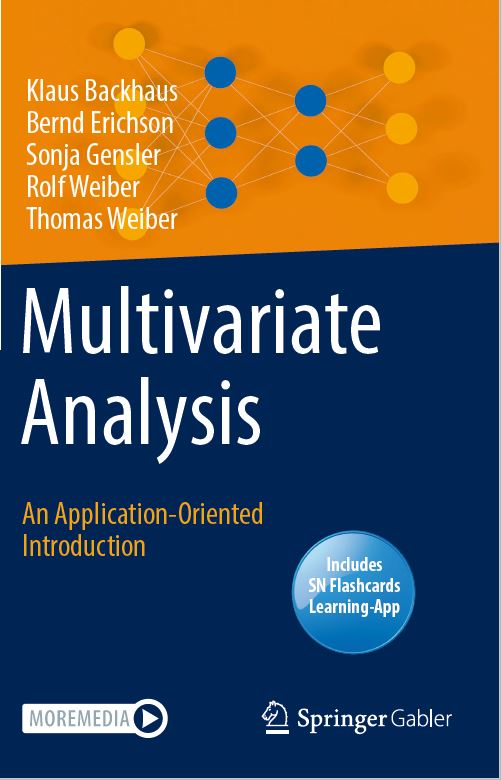 Klaus Backhaus
Bernd Erichson
Sonja Gensler
Rolf Weiber
Thomas Weiber
Multivariate
Analysis
An Application-Oriented
Introduction
Includes
SN Flashcards
Learning-App
MOREMEDIA
Springer Gabler